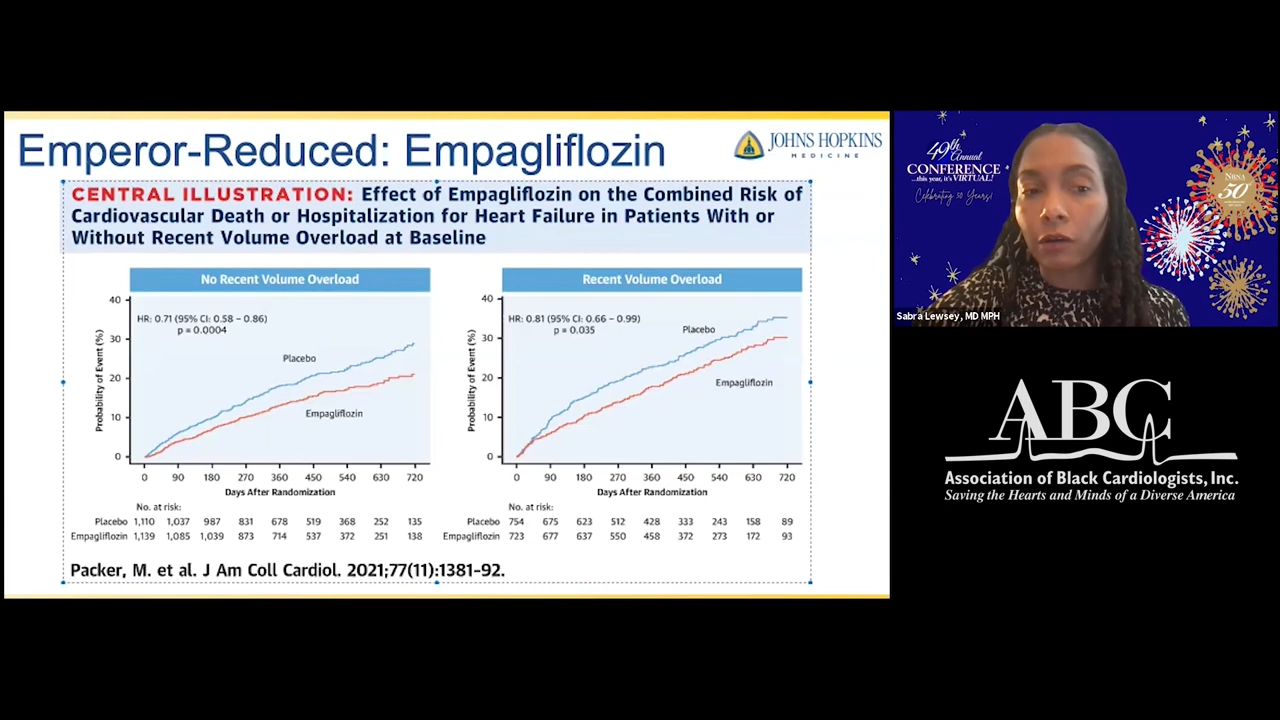 Emperor-Reduced: Empagliflozin
JOHNS HOPKINS
MEDICINE
CENTRAL ILLUSTRATION: Effect of Empagliflozin on the Combined Risk of
Cardiovascular Death or Hospitalization for Heart Failure in Patients With or
Without Recent Volume Overload at Baseline
No Recent Volume Overload
HR: 0.71 (95% CI: 0.58 – 0.86)
p = 0.0004
Placebo
Empagliflozin
Probability of Event (%)
40
30
20
10
0
0 90 180 270 360 450 540 630 720
Days After Randomization
No. at risk:
Placebo 1,110 1,037 987 831 678 519 368 252 135
Empagliflozin 1,139 1,085 1,039 873 714 537 372 251 138
Recent Volume Overload
HR: 0.81 (95% CI: 0.66 – 0.99)
p = 0.035
Placebo
Empagliflozin
Probability of Event (%)
40
30
20
10
0
0 90 180 270 360 450 540 630 720
Days After Randomization
No. at risk:
Placebo 754 675 623 512 428 333 243 158 89
Empagliflozin 723 677 637 550 458 372 273 172 93
Packer, M. et al. J Am Coll Cardiol. 2021;77(11):1381-92.
49th Annual
CONFERENCE
...this year, it's VIRTUAL!
Celebrating 50 Years!
NBNA
50
Sabra Lewsey, MD MPH
ABC
Association of Black Cardiologists, Inc.
Saving the Hearts and Minds of a Diverse America